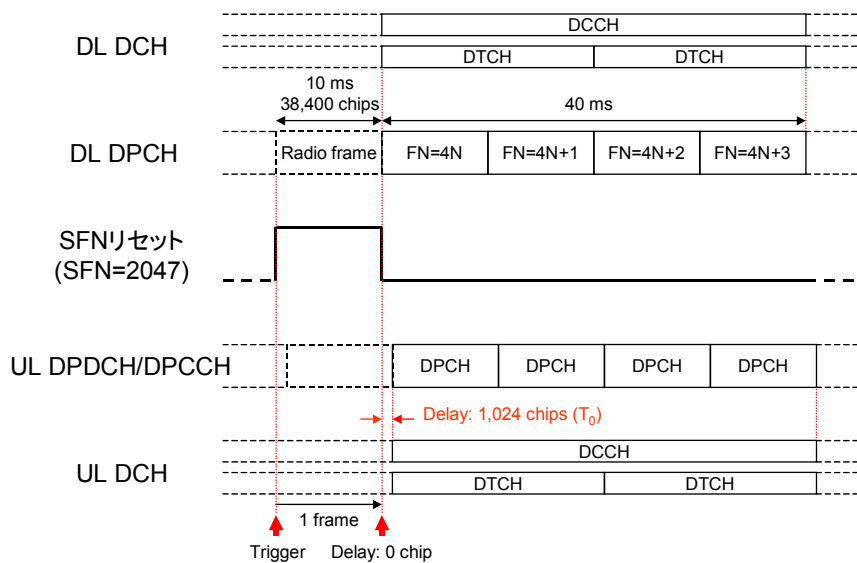 DL DCH
DCCH
DTCH DTCH
10 ms
38,400 chips
40 ms
DL DPCH
Radio frame FN=4N FN=4N+1 FN=4N+2 FN=4N+3
SFNリセット
(SFN=2047)
UL DPDCH/DPCCH
DPCH DPCH DPCH DPCH
Delay: 1,024 chips (T0)
UL DCH
DCCH
DTCH DTCH
1 frame
Trigger Delay: 0 chip